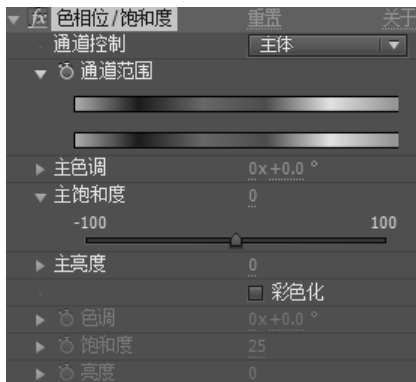 fx 色相位/饱和度 重置 关于
通道控制 主体
通道范围
主色调 0x+0.0 °
主饱和度 0
-100 100
主亮度 0
彩色化
色调 0x+0.0 °
饱和度 25
亮度 0